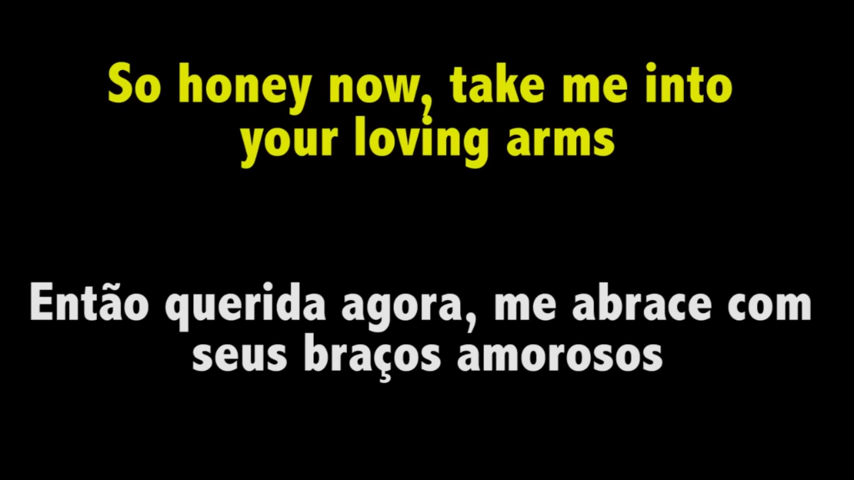 So honey now, take me into
your loving arms
Então querida agora, me abrace com
seus braços amorosos